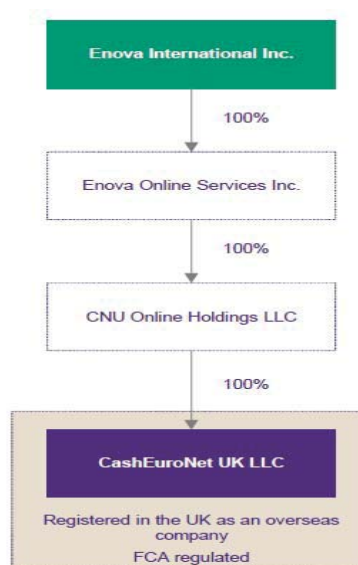 Enova International Inc.
100%
Enova Online Services Inc.
100%
CNU Online Holdings LLC
100%
CashEuroNet UK LLC
Registered in the UK as an overseas
company
FCA regulated